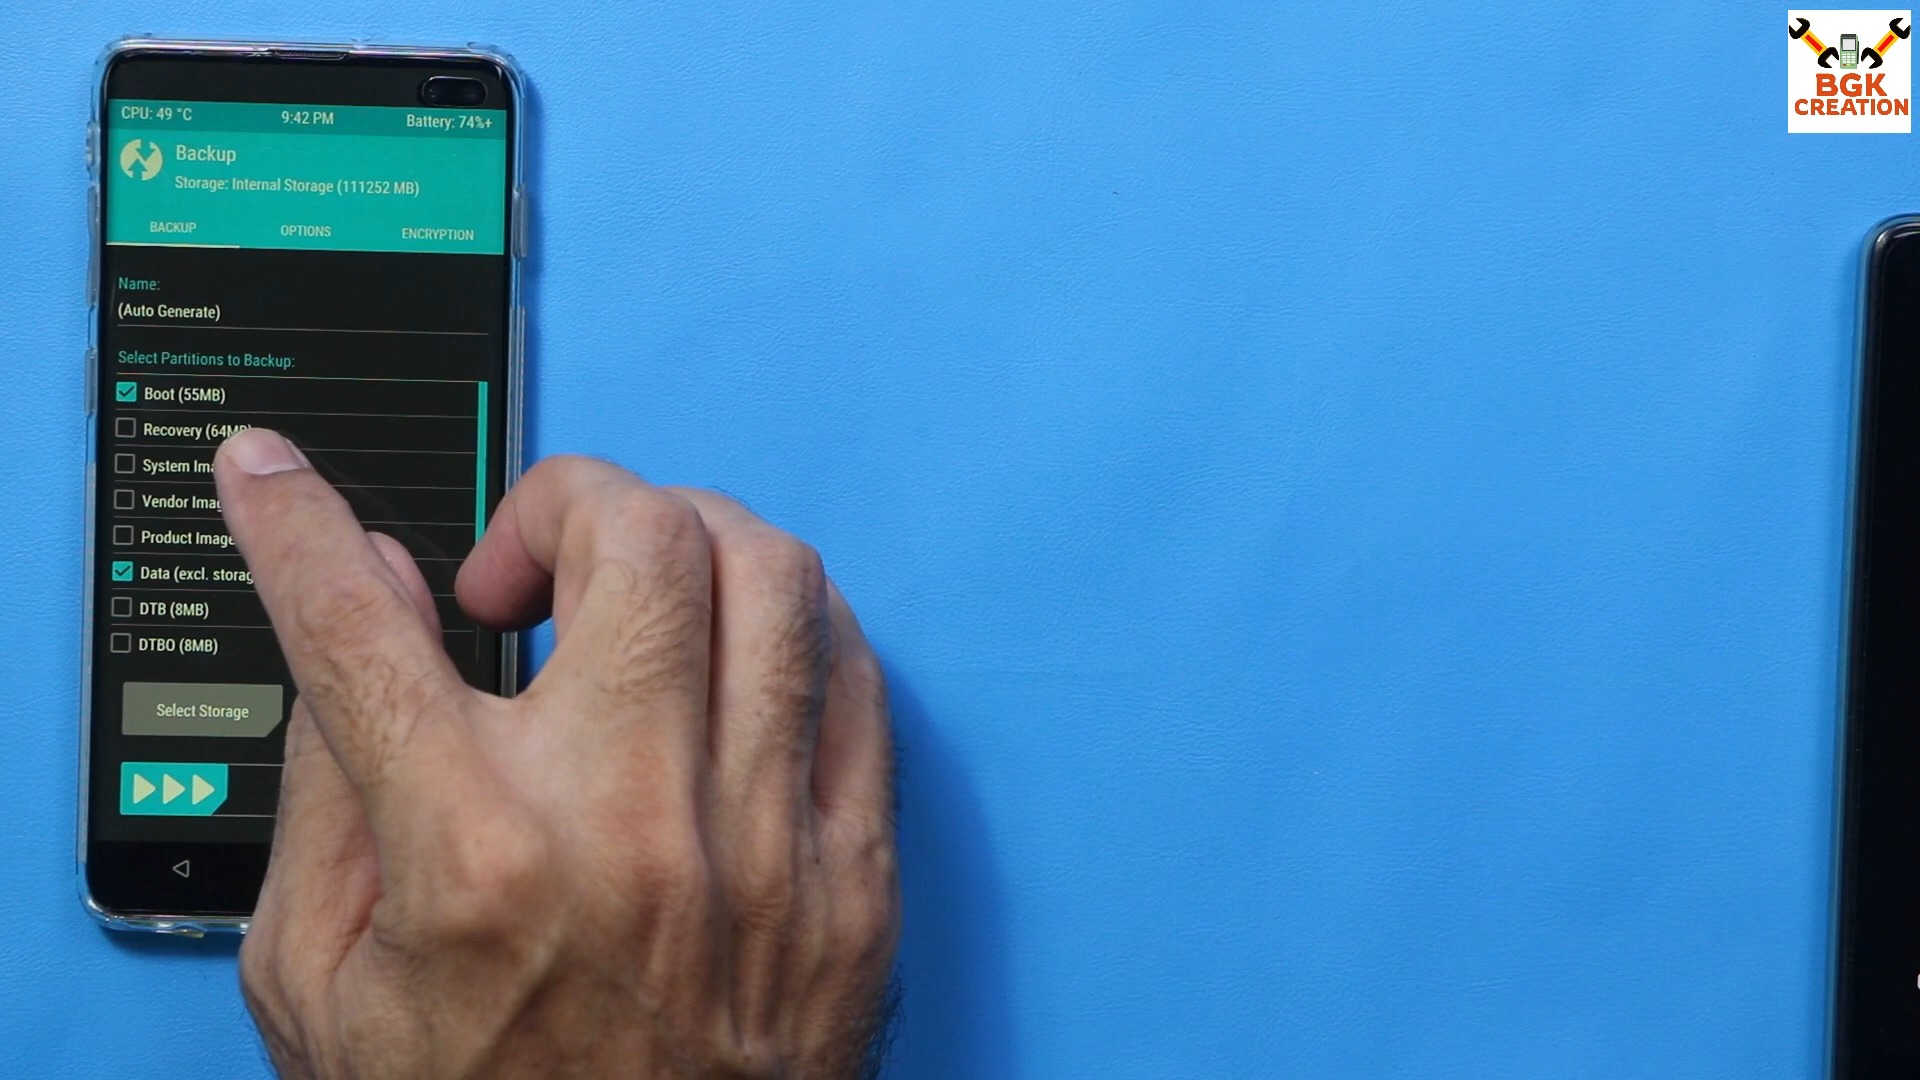 BGK
CREATION
CPU: 49 °C 9:42 PM Battery: 74%+
Backup
Storage: Internal Storage (111252 MB)
BACKUP OPTIONS ENCRYPTION
Name:
(Auto Generate)
Select Partitions to Backup:
Boot (55MB)
Recovery (64MB)
System
Vendor
Product Image
Data (excl.
DTB (8MB)
DTBO (8MB)
Select Storage